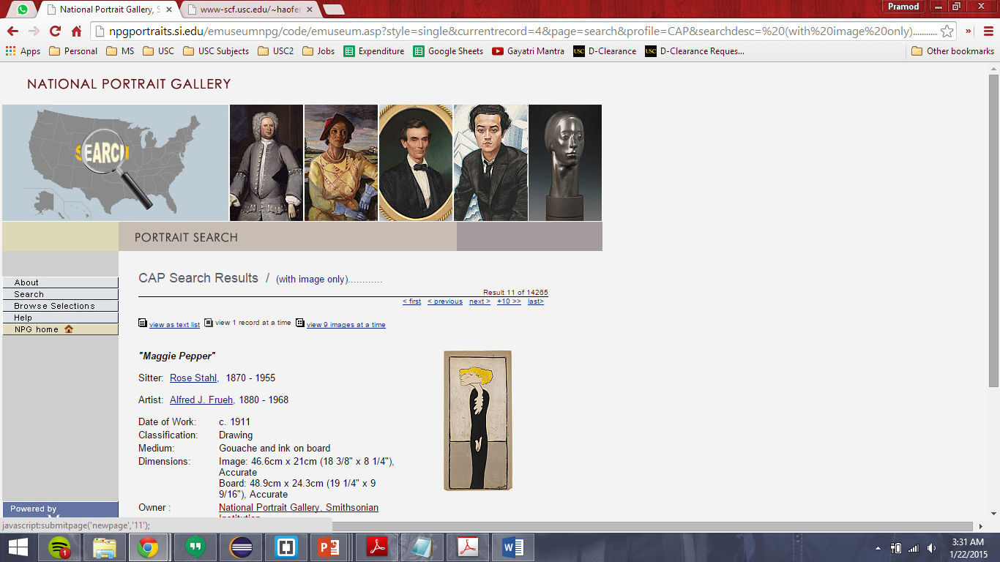 Pramod
National Portrait Gallery, S
www-scf.usc.edu/~haofer
npgportraits.si.edu/emuseumnpg/code/emuseum.asp?style=single&currentrecord=4&page=search&profile=CAP&searchdesc=%20(with%20image%20only)...........
Apps Personal MS USC USC Subjects USC2 Jobs Expenditure Google Sheets Gayatri Mantra USC D-Clearance USC D-Clearance Reques... Other bookmarks
NATIONAL PORTRAIT GALLERY
SEARCH
PORTRAIT SEARCH
About
Search
Browse Selections
Help
NPG home
CAP Search Results / (with image only)............
Result 11 of 14265
< first < previous next > +10 >> last>
view as text list view 1 record at a time view 9 images at a time
"Maggie Pepper"
Sitter: Rose Stahl, 1870 - 1955
Artist: Alfred J. Frueh, 1880 - 1968
Date of Work: c. 1911
Classification: Drawing
Medium: Gouache and ink on board
Dimensions: Image: 46.6cm x 21cm (18 3/8" x 8 1/4"),
Accurate
Board: 48.9cm x 24.3cm (19 1/4" x 9
9/16"), Accurate
Owner : National Portrait Gallery, Smithsonian
Powered by
javascript:submitpage('newpage','11');
1
3:31 AM
1/22/2015